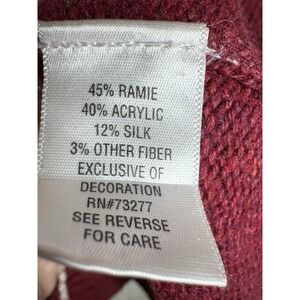 45% RAMIE
40% ACRYLIC
12% SILK
3% OTHER FIBER
EXCLUSIVE OF
DECORATION
RN#73277
SEE REVERSE
FOR CARE